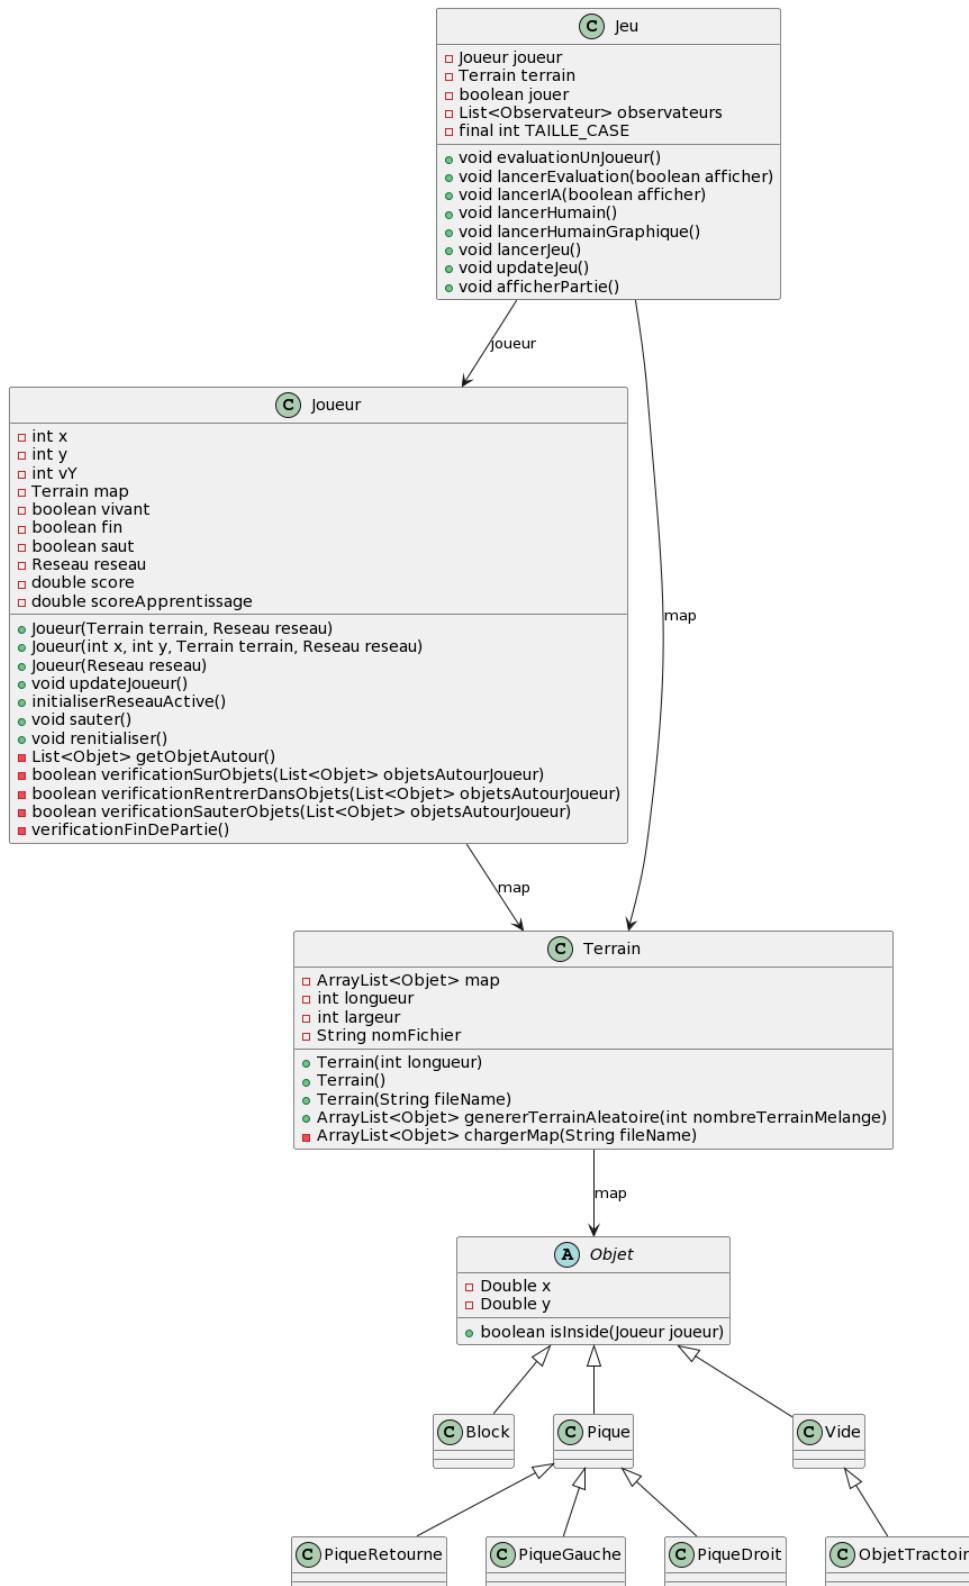 C Jeu
Joueur joueur
Terrain terrain
boolean jouer
List<Observateur> observateurs
final int TAILLE_CASE
void evaluationUnJoueur()
void lancerEvaluation(boolean afficher)
void lancerIA(boolean afficher)
void lancerHumain()
void lancerHumainGraphique()
void lancerJeu()
void updateJeu()
void afficherPartie()
joueur
C Joueur
int x
int y
int vY
Terrain map
boolean vivant
boolean fin
boolean saut
Reseau reseau
double score
double scoreApprentissage
Joueur(Terrain terrain, Reseau reseau)
Joueur(int x, int y, Terrain terrain, Reseau reseau)
Joueur(Reseau reseau)
void updateJoueur()
initialiserReseauActive()
void sauter()
void renitialiser()
List<Objet> getObjetAutour()
boolean verificationSurObjets(List<Objet> objetsAutourJoueur)
boolean verificationRentrerDansObjets(List<Objet> objetsAutourJoueur)
boolean verificationSauterObjets(List<Objet> objetsAutourJoueur)
verificationFinDePartie()
map
map
C Terrain
ArrayList<Objet> map
int longueur
int largeur
String nomFichier
Terrain(int longueur)
Terrain()
Terrain(String fileName)
ArrayList<Objet> genererTerrainAleatoire(int nombreTerrainMelange)
ArrayList<Objet> chargerMap(String fileName)
map
A Objet
Double x
Double y
boolean isInside(Joueur joueur)
C Block
C Pique
C Vide
C PiqueRetourne
C PiqueGauche
C PiqueDroit
C ObjetTractoir